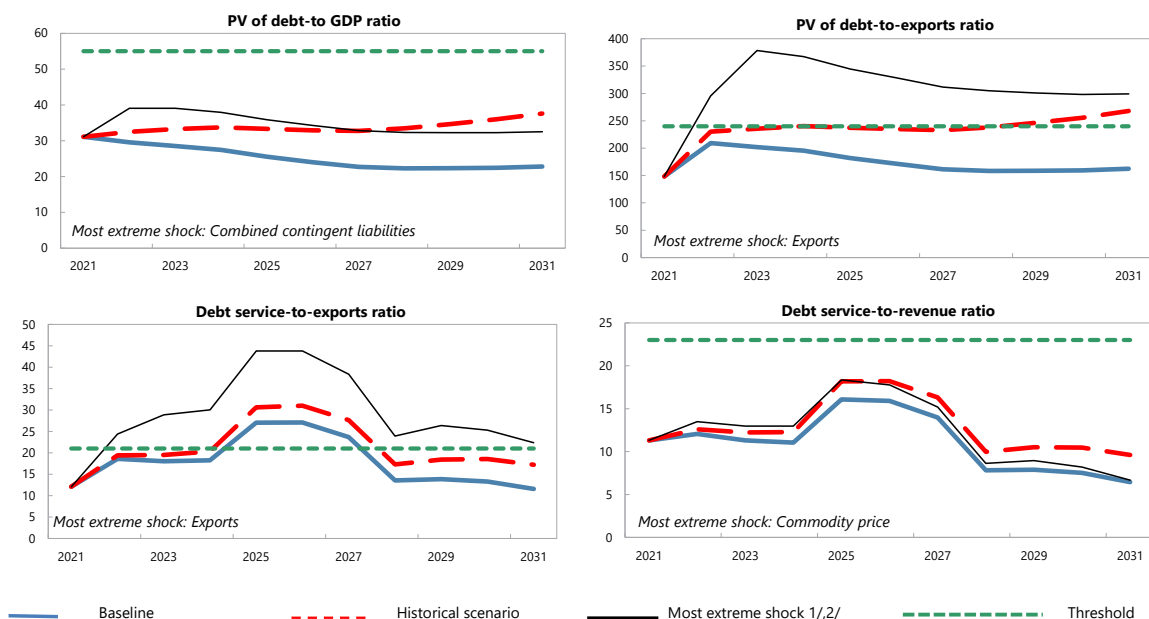 PV of debt-to GDP ratio
60
50
40
30
20
10
0
Most extreme shock: Combined contingent liabilities
2021 2023 2025 2027 2029 2031
PV of debt-to-exports ratio
400
350
300
250
200
150
100
50
0
Most extreme shock: Exports
2021 2023 2025 2027 2029 2031
Debt service-to-exports ratio
50
45
40
35
30
25
20
15
10
5
0
Most extreme shock: Exports
2021 2023 2025 2027 2029 2031
Debt service-to-revenue ratio
25
20
15
10
5
0
Most extreme shock: Commodity price
2021 2023 2025 2027 2029 2031
Baseline Historical scenario Most extreme shock 1/,2/ Threshold